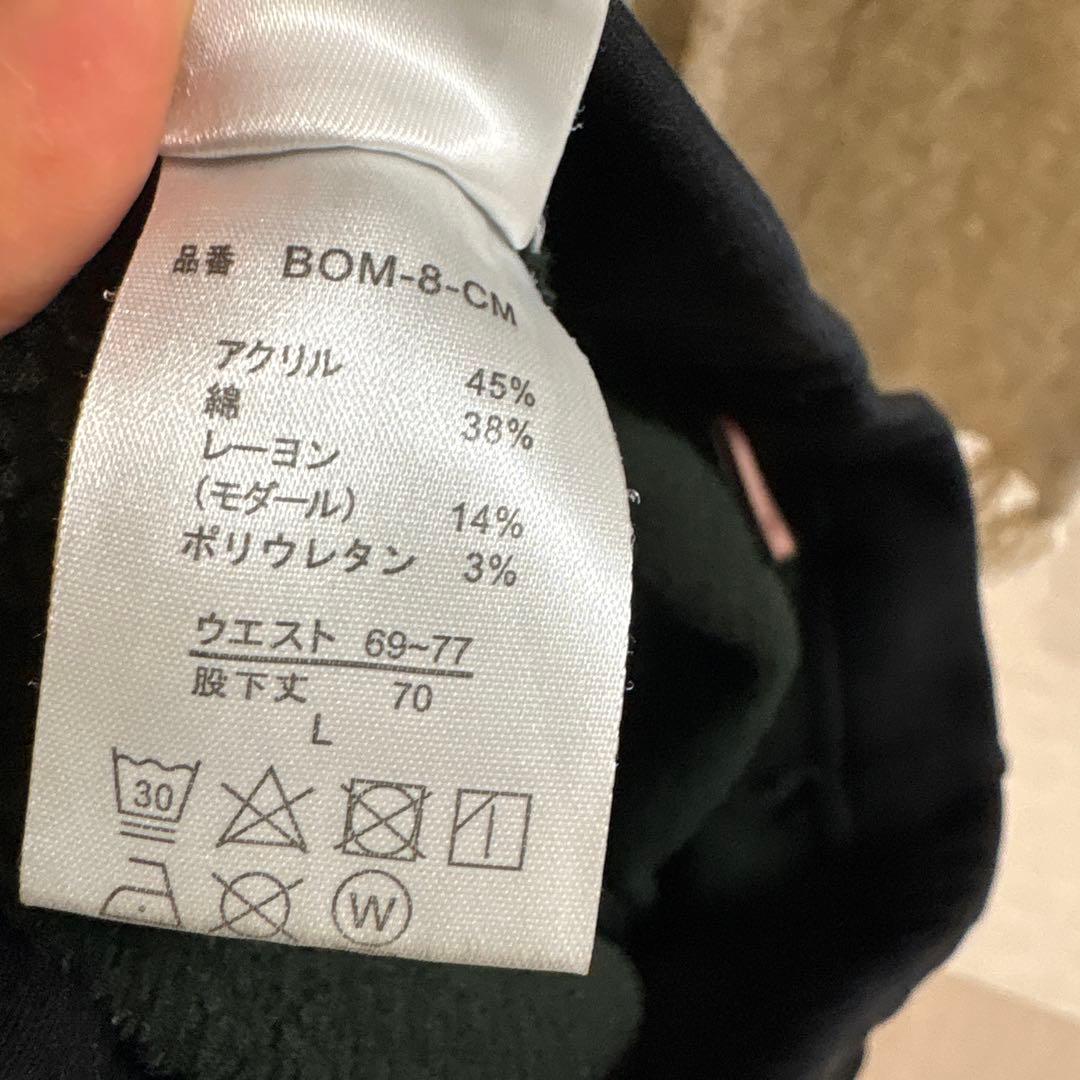 品番 BOM-8-CM
アクリル 45%
綿 38%
レーヨン
(モダール) 14%
ポリウレタン 3%
ウエスト 69~77
股下丈 70
L
30
W